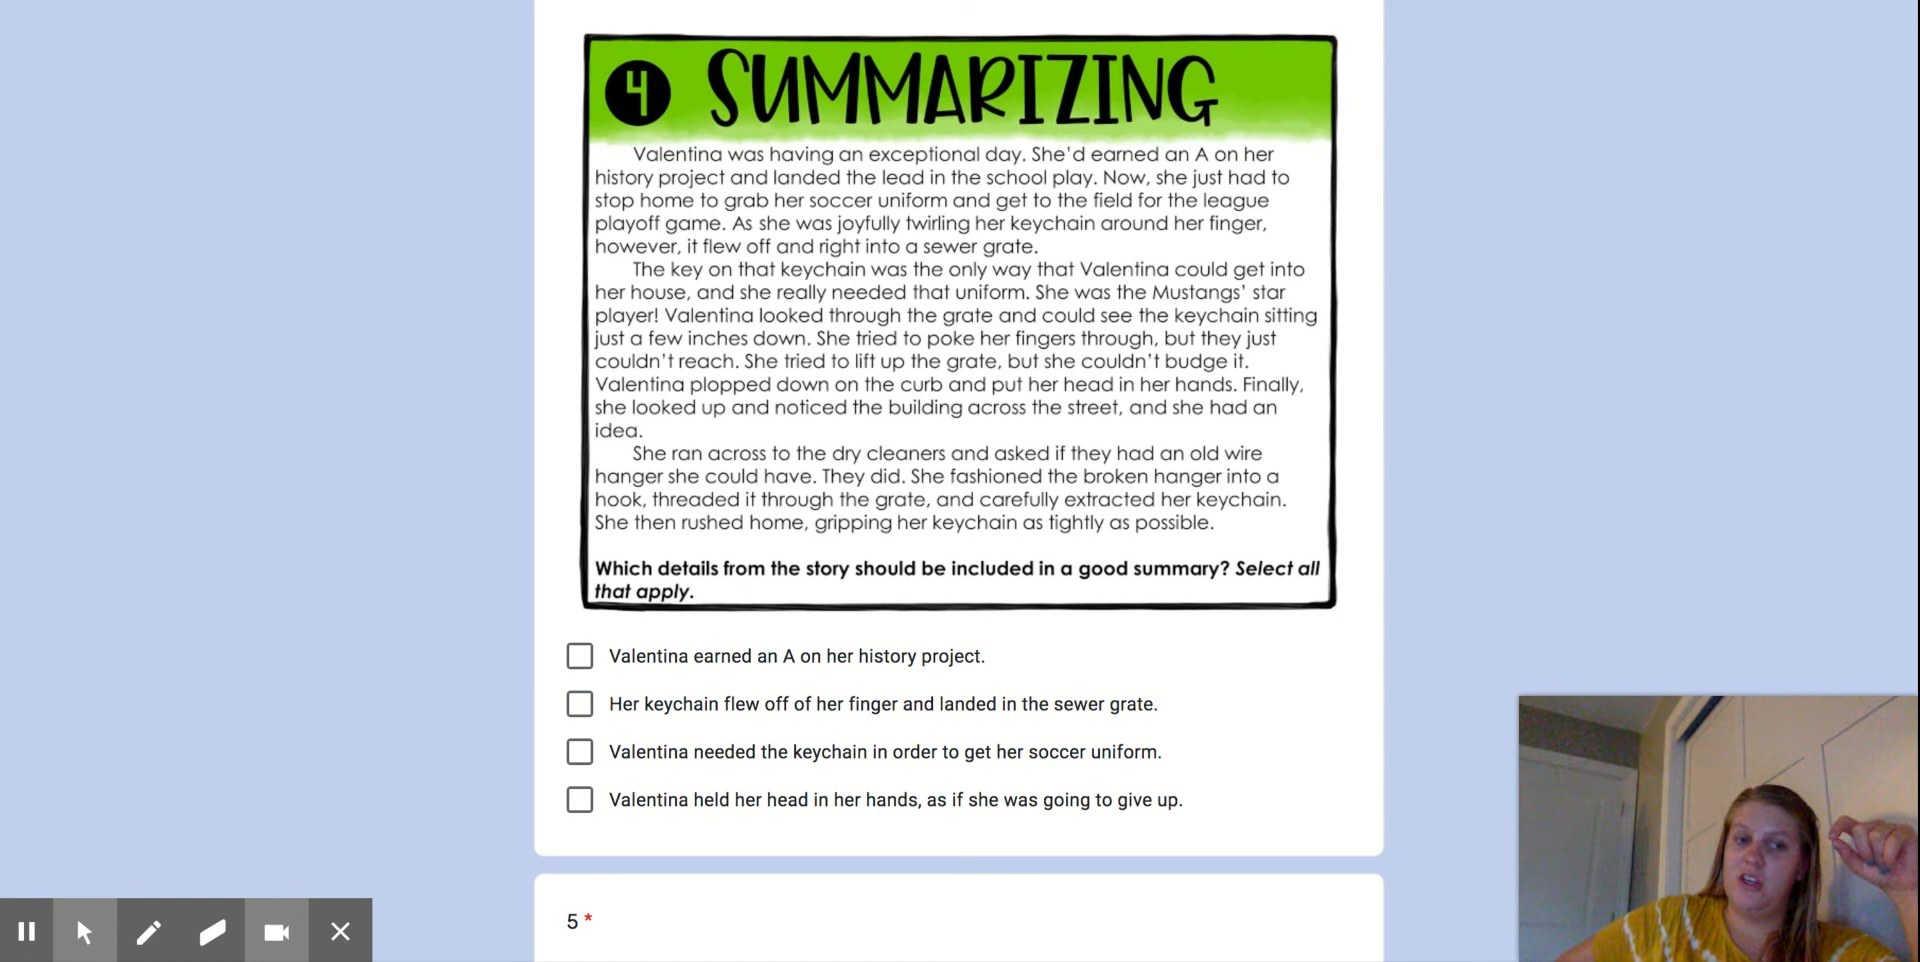 4 SUMMARIZING
Valentina was having an exceptional day. She'd earned an A on her
history project and landed the lead in the school play. Now, she just had to
stop home to grab her soccer uniform and get to the field for the league
playoff game. As she was joyfully twirling her keychain around her finger,
however, it flew off and right into a sewer grate.
The key on that keychain was the only way that Valentina could get into
her house, and she really needed that uniform. She was the Mustangs' star
player! Valentina looked through the grate and could see the keychain sitting
just a few inches down. She tried to poke her fingers through, but they just
couldn't reach. She tried to lift up the grate, but she couldn't budge it.
Valentina plopped down on the curb and put her head in her hands. Finally,
she looked up and noticed the building across the street, and she had an
idea.
She ran across to the dry cleaners and asked if they had an old wire
hanger she could have. They did. She fashioned the broken hanger into a
hook, threaded it through the grate, and carefully extracted her keychain.
She then rushed home, gripping her keychain as tightly as possible.
Which details from the story should be included in a good summary? Select all
that apply.
Valentina earned an A on her history project.
Her keychain flew off of her finger and landed in the sewer grate.
Valentina needed the keychain in order to get her soccer uniform.
Valentina held her head in her hands, as if she was going to give up.
5 *